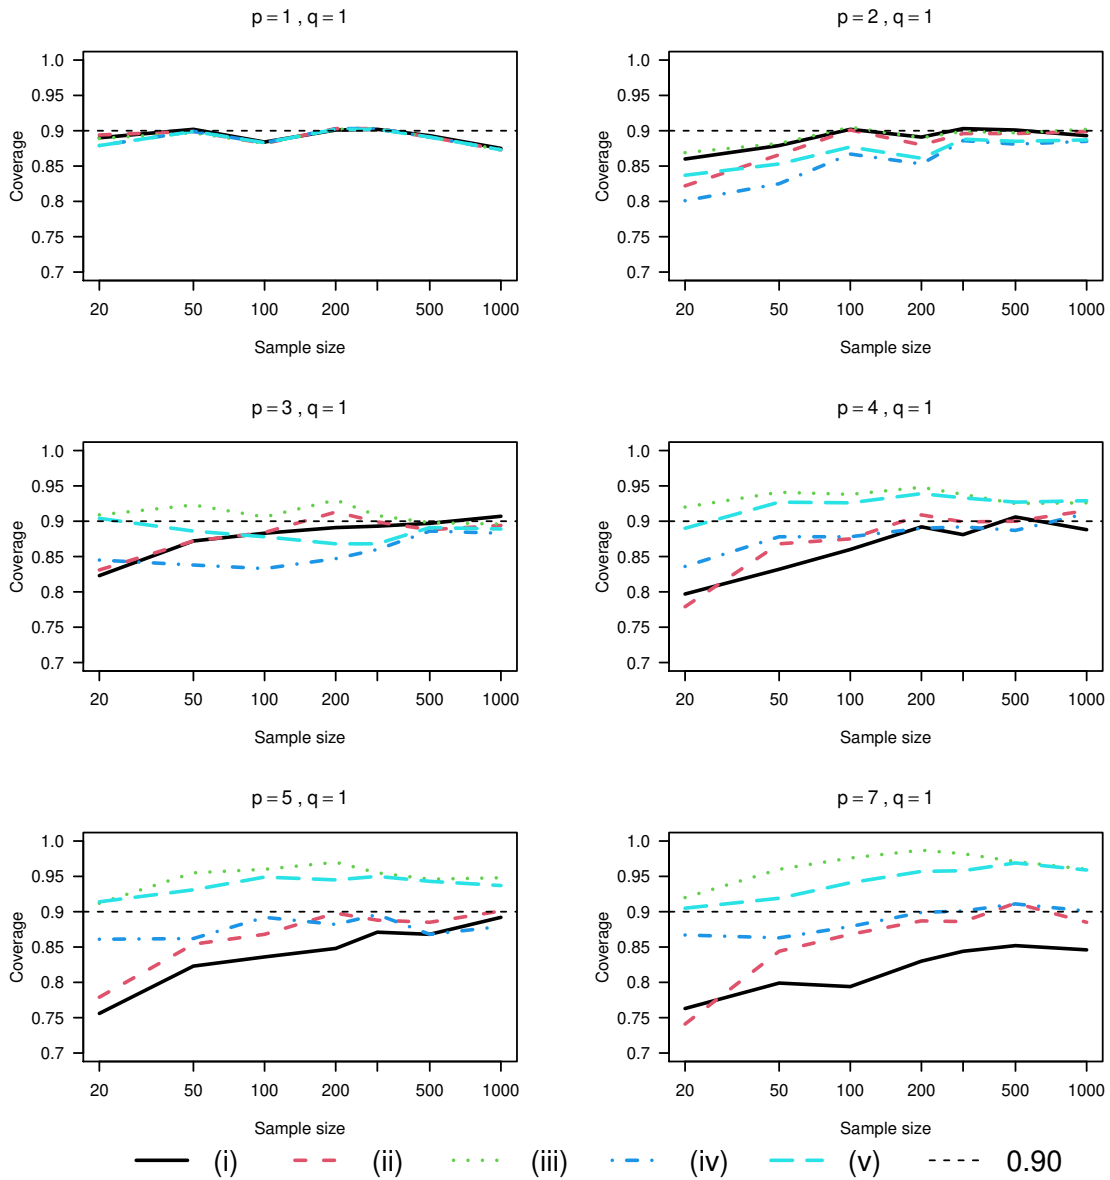 p = 1 , q = 1
Coverage
1.0
0.95
0.9
0.85
0.8
0.75
0.7
20 50 100 200 500 1000
Sample size
p = 2 , q = 1
Coverage
1.0
0.95
0.9
0.85
0.8
0.75
0.7
20 50 100 200 500 1000
Sample size
p = 3 , q = 1
Coverage
1.0
0.95
0.9
0.85
0.8
0.75
0.7
20 50 100 200 500 1000
Sample size
p = 4 , q = 1
Coverage
1.0
0.95
0.9
0.85
0.8
0.75
0.7
20 50 100 200 500 1000
Sample size
p = 5 , q = 1
Coverage
1.0
0.95
0.9
0.85
0.8
0.75
0.7
20 50 100 200 500 1000
Sample size
p = 7 , q = 1
Coverage
1.0
0.95
0.9
0.85
0.8
0.75
0.7
20 50 100 200 500 1000
Sample size
(i) (ii) (iii) (iv) (v) 0.90